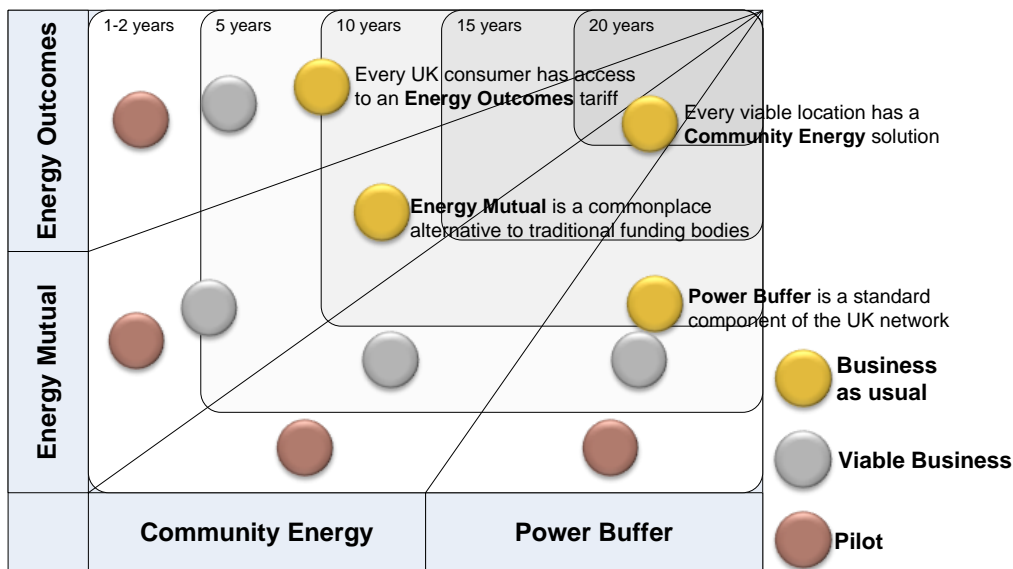 1-2 years
5 years
10 years
15 years
20 years
Energy Outcomes
Every UK consumer has access
to an Energy Outcomes tariff
Every viable location has a
Community Energy solution
Energy Mutual is a commonplace
alternative to traditional funding bodies
Energy Mutual
Power Buffer is a standard
component of the UK network
Business
as usual
Viable Business
Pilot
Community Energy
Power Buffer